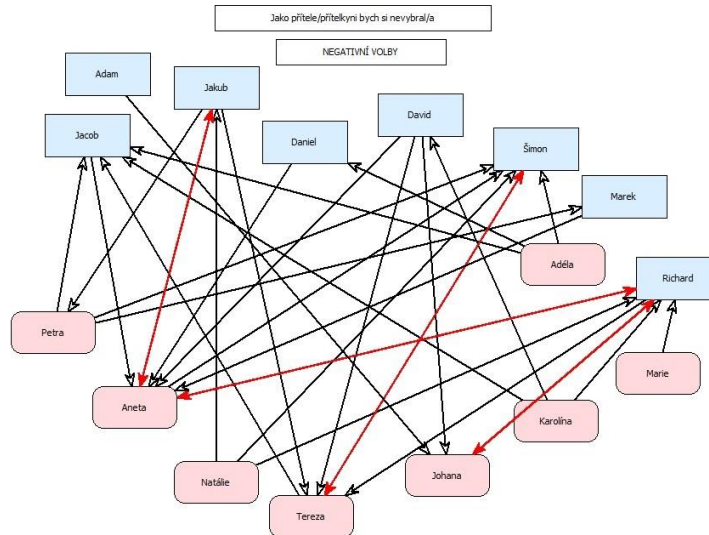 Jako přítele/přítelkyni bych si nevybral/a
NEGATIVNÍ VOLBY
Adam
Jakub
David
Jacob
Daniel
Šimon
Marek
Adéla
Richard
Petra
Marie
Aneta
Karolína
Natálie
Johana
Tereza